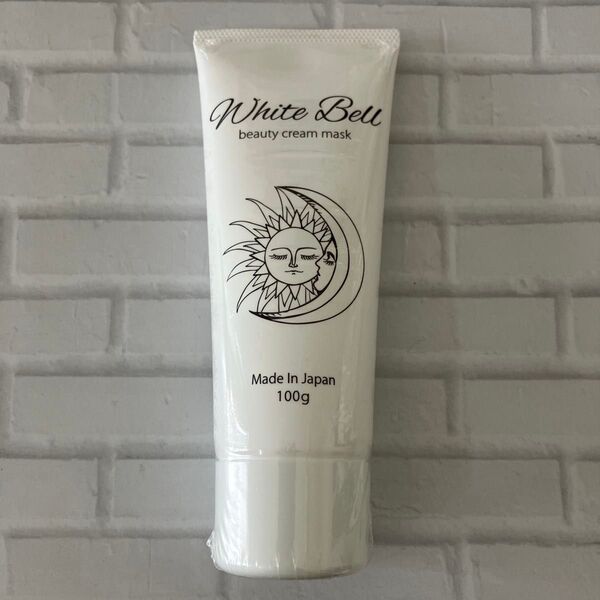 White Bell
beauty cream mask
Made In Japan
100g